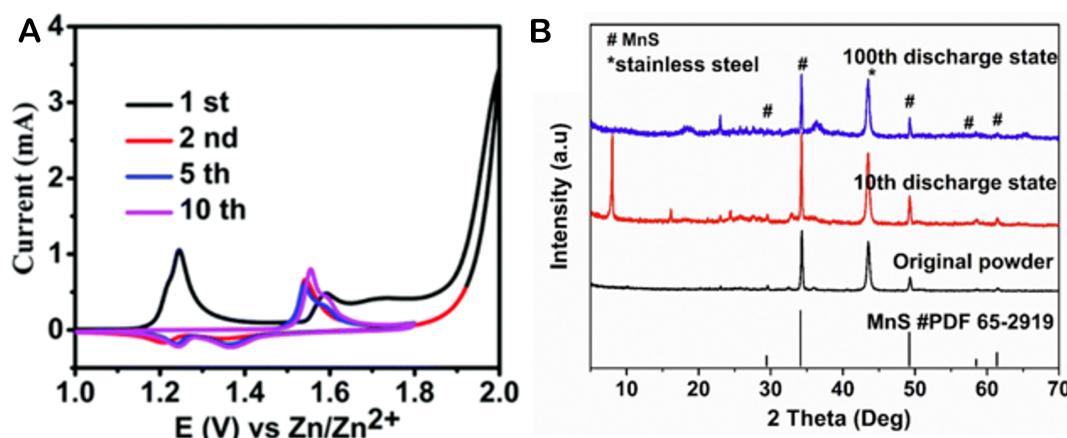 A
4
3
2
1
0
Current (mA)
1 st
2 nd
5 th
10 th
1.0 1.2 1.4 1.6 1.8 2.0
E (V) vs Zn/Zn2+
B
# MnS
*stainless steel
100th discharge state
#
#
*
#
#
#
10th discharge state
Original powder
MnS #PDF 65-2919
Intensity (a.u)
10 20 30 40 50 60 70
2 Theta (Deg)